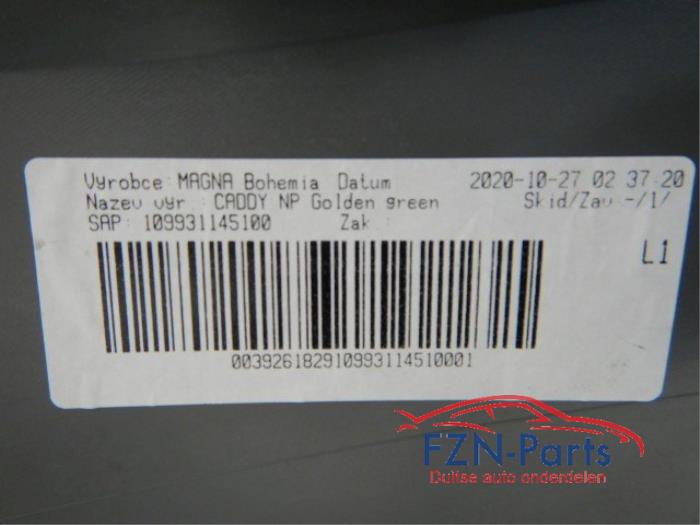 Vyrobce: MAGNA Bohemia Datum 2020-10-27 02 37:20
Nazev vyr : CADDY NP Golden green Skid/Zav -/1/
SAP: 109931145100 Zak :
L1
003926182910993114510001
FZN-Parts
Duitse auto onderdelen